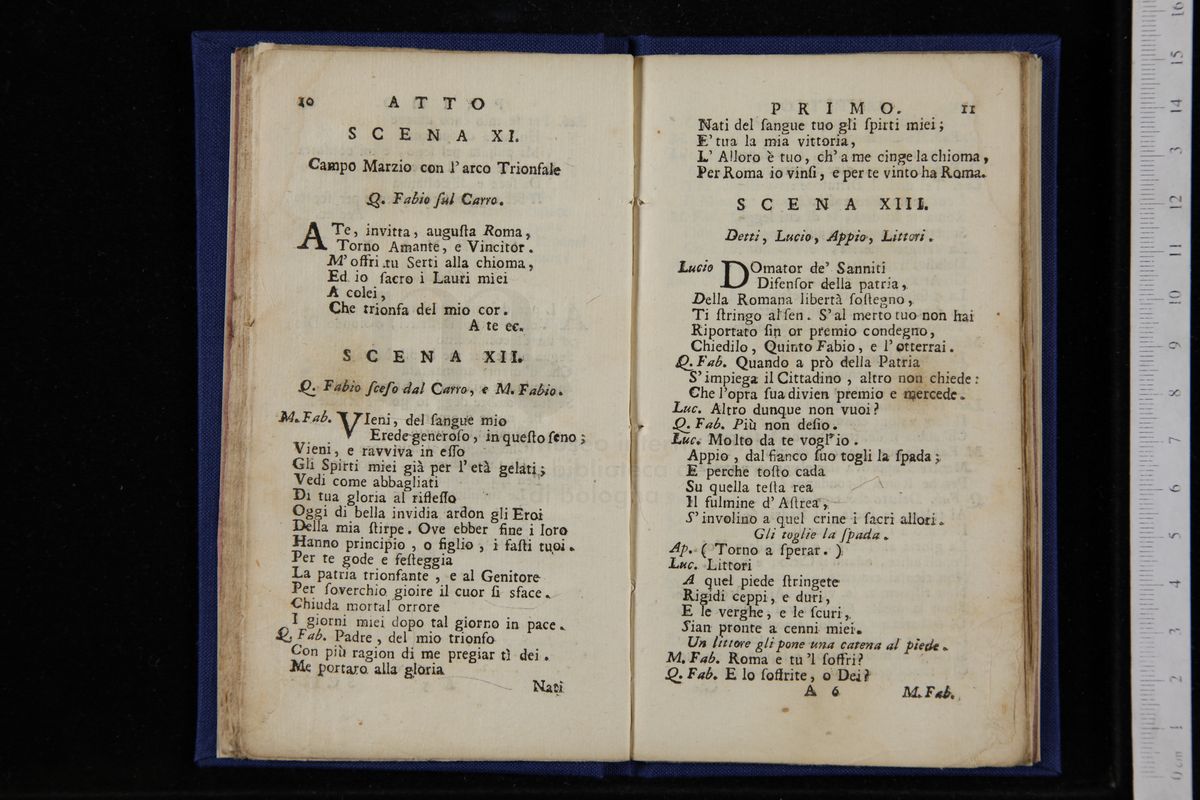 10 ATTO
SCENA XI.
Campo Marzio con l'arco Trionfale
Q. Fabio ſul Carro.
ATe, invitta, auguſta Roma,
Torno Amante, e Vincitor.
M'offri tu Serti alla chioma,
Ed io ſacro i Lauri miei
A colei,
Che trionfa del mio cor.
A te ec.
SCENA XII.
Q. Fabio ſceſo dal Carro, e M. Fabio.
M. Fab. VIeni, del ſangue mio
Erede generoſo, in queſto ſeno;
Vieni, e ravviva in eſſo
Gli Spirti miei già per l'età gelati;
Vedi come abbagliati
Di tua gloria al rifleſſo
Oggi di bella invidia ardon gli Eroi
Della mia ſtirpe. Ove ebber fine i loro
Hanno principio, o figlio, i faſti tuoi.
Per te gode e feſteggia
La patria trionfante, e al Genitore
Per ſoverchio gioire il cuor ſi sface.
Chiuda mortal orrore
I giorni miei dopo tal giorno in pace.
Q. Fab. Padre, del mio trionfo
Con più ragion di me pregiar tì dei.
Me portaro alla gloria
Nati
PRIMO. 11
Nati del ſangue tuo gli ſpirti miei;
E' tua la mia vittoria,
L' Alloro è tuo, ch'a me cinge la chioma,
Per Roma io vinſi, e per te vinto ha Roma.
SCENA XIII.
Detti, Lucio, Appio, Littori.
Lucio DOmator de' Sanniti
Difenſor della patria,
Della Romana libertà ſoſtegno,
Ti ſtringo al ſen. S'al merto tuo non hai
Riportato fin or premio condegno,
Chiedilo, Quinto Fabio, e l'otterrai.
Q. Fab. Quando a prò della Patria
S'impiega il Cittadino, altro non chiede:
Che l'opra ſua divien premio e mercede.
Luc. Altro dunque non vuoi?
Q. Fab. Più non deſio.
Luc. Molto da te vogl'io.
Appio, dal fianco ſuo togli la ſpada;
E perche toſto cada
Su quella teſta rea
Il fulmine d'Aſtrea,
S'involino a quel crine i ſacri allori.
Gli toglie la ſpada.
Ap. (Torno a ſperar.)
Luc. Littori
A quel piede ſtringete
Rigidi ceppi, e duri,
E le verghe, e le ſcuri,
Sian pronte a cenni miei.
Un littore gli pone una catena al piede.
M. Fab. Roma e tu 'l ſoffri?
Q. Fab. E lo ſoffrite, o Dei?
A 6 M. Fab.